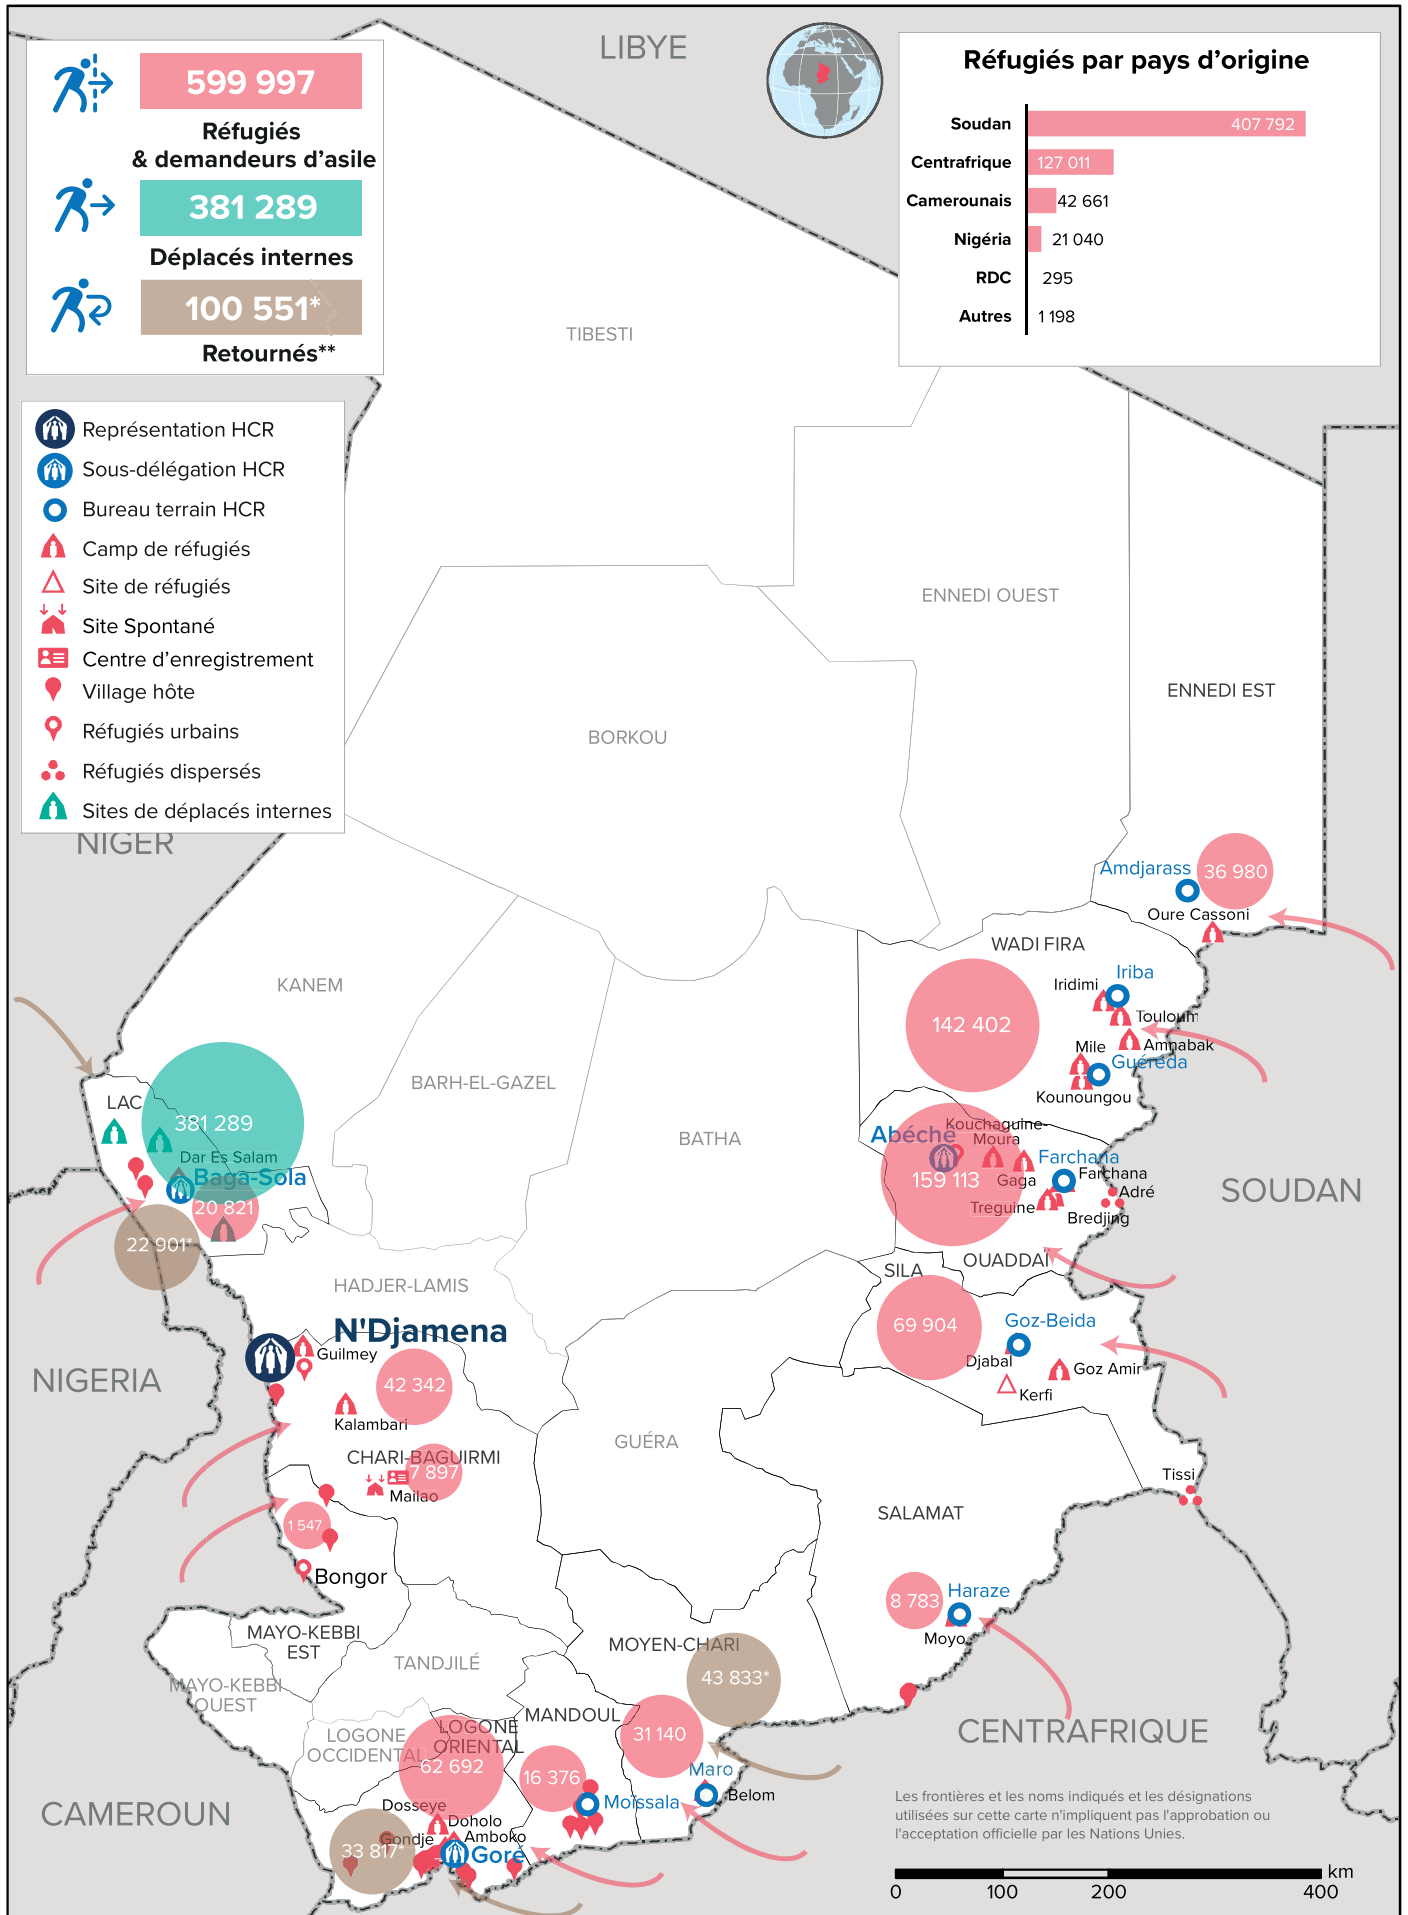 LIBYE
599 997
Réfugiés
& demandeurs d'asile
381 289
Déplacés internes
100 551*
Retournés**
Réfugiés par pays d'origine
Soudan 407 792
Centrafrique 127 011
Camerounais 42 661
Nigéria 21 040
RDC 295
Autres 1 198
Représentation HCR
Sous-délégation HCR
Bureau terrain HCR
Camp de réfugiés
Site de réfugiés
Site Spontané
Centre d'enregistrement
Village hôte
Réfugiés urbains
Réfugiés dispersés
Sites de déplacés internes
TIBESTI
ENNEDI OUEST
ENNEDI EST
BORKOU
NIGER
Amdjarass
36 980
Oure Cassoni
WADI FIRA
KANEM
Iriba
Iridimi
142 402
Touloum
Amnabak
Mile
Guéréda
Kounoungou
BARH-EL-GAZEL
LAC
381 289
BATHA
Dar Es Salam
Baga-Sola
20 821
22 901*
Abéché
Kouchaguine-
Moura
159 113
Gaga
Farchana
Farchana
Treguine
Adré
Bredjing
SOUDAN
HADJER-LAMIS
SILA
OUADDAÏ
N'Djamena
Guilmey
69 904
Goz-Beida
Djabal
Goz Amir
Kerfi
NIGERIA
42 342
Kalambari
GUÉRA
CHARI-BAGUIRMI
7 897
Mailao
Tissi
SALAMAT
1 547
Bongor
8 783
Haraze
Moyo
MAYO-KEBBI
EST
TANDJILÉ
MOYEN-CHARI
43 833*
MAYO-KEBBI
OUEST
LOGONE
OCCIDENTAL
LOGONE
ORIENTAL
62 692
MANDOUL
31 140
16 376
CENTRAFRIQUE
Maro
Belom
Moïssala
CAMEROUN
Dosseye
Doholo
Gondje
Amboko
33 817*
Goré
Les frontières et les noms indiqués et les désignations
utilisées sur cette carte n'impliquent pas l'approbation ou
l'acceptation officielle par les Nations Unies.
km
0 100 200 400